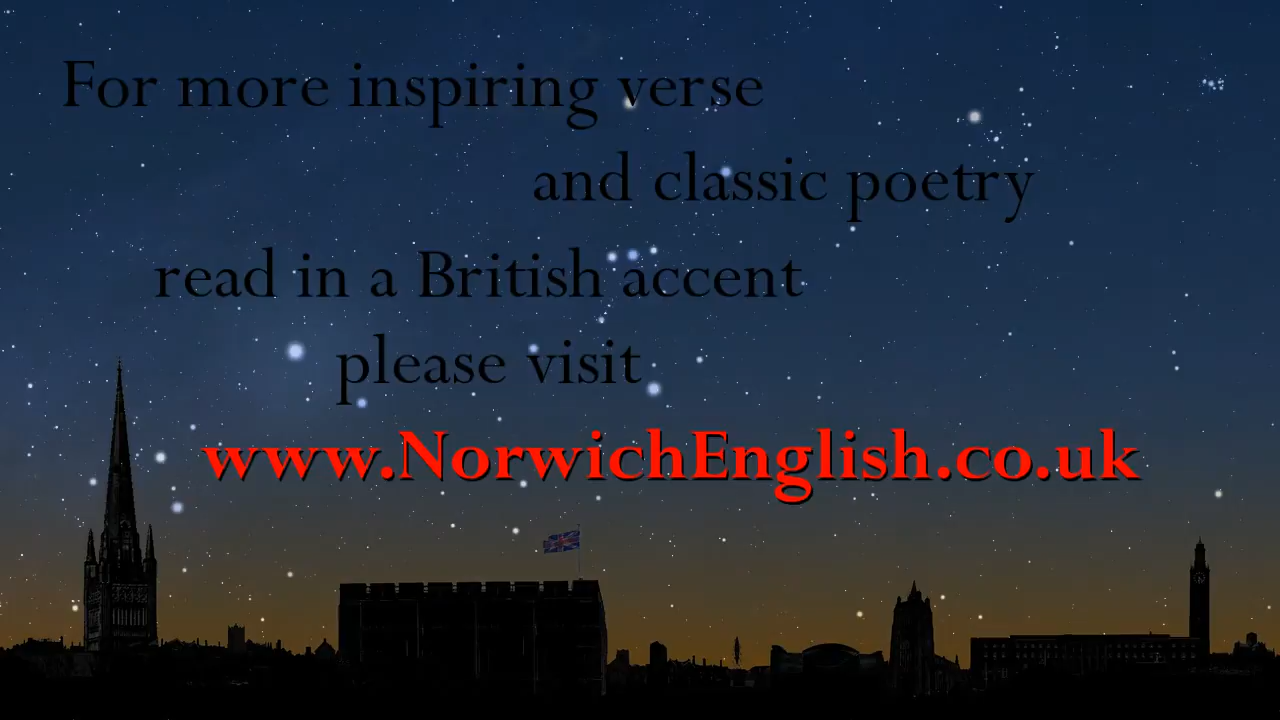 For more inspiring verse
and classic poetry
read in a British accent
please visit
www.NorwichEnglish.co.uk